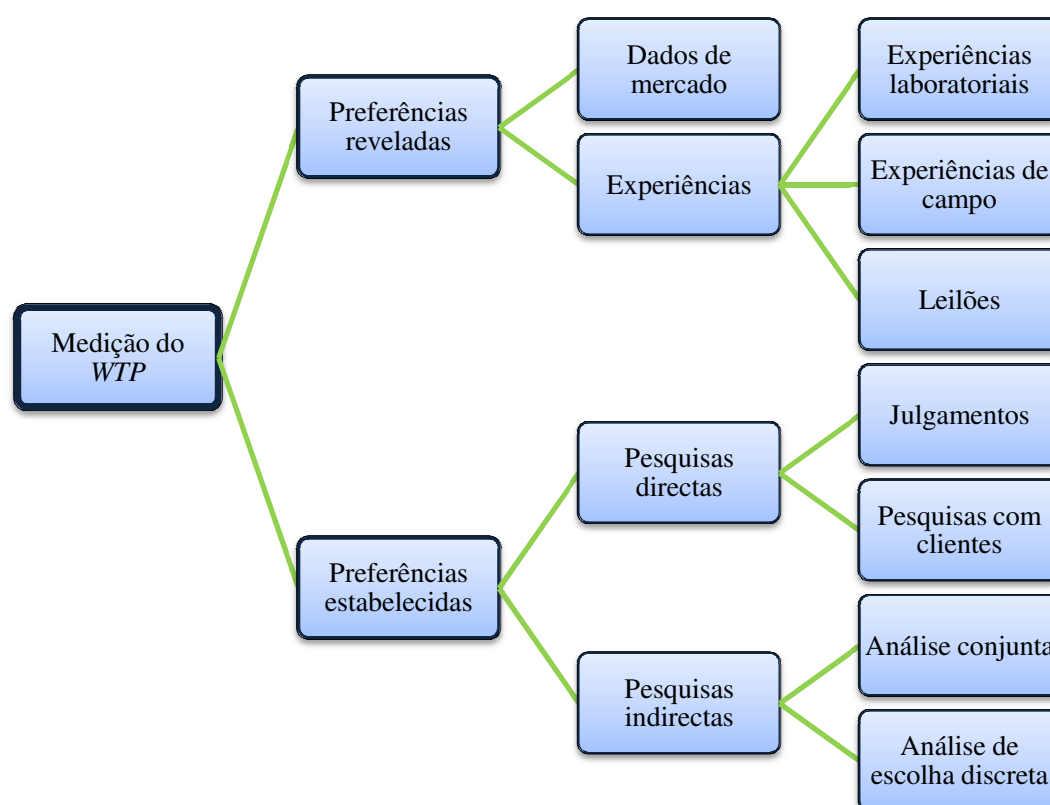 Medição do
WTP
Preferências
reveladas
Dados de
mercado
Experiências
Experiências
laboratoriais
Experiências de
campo
Leilões
Preferências
estabelecidas
Pesquisas
directas
Julgamentos
Pesquisas com
clientes
Pesquisas
indirectas
Análise conjunta
Análise de
escolha discreta